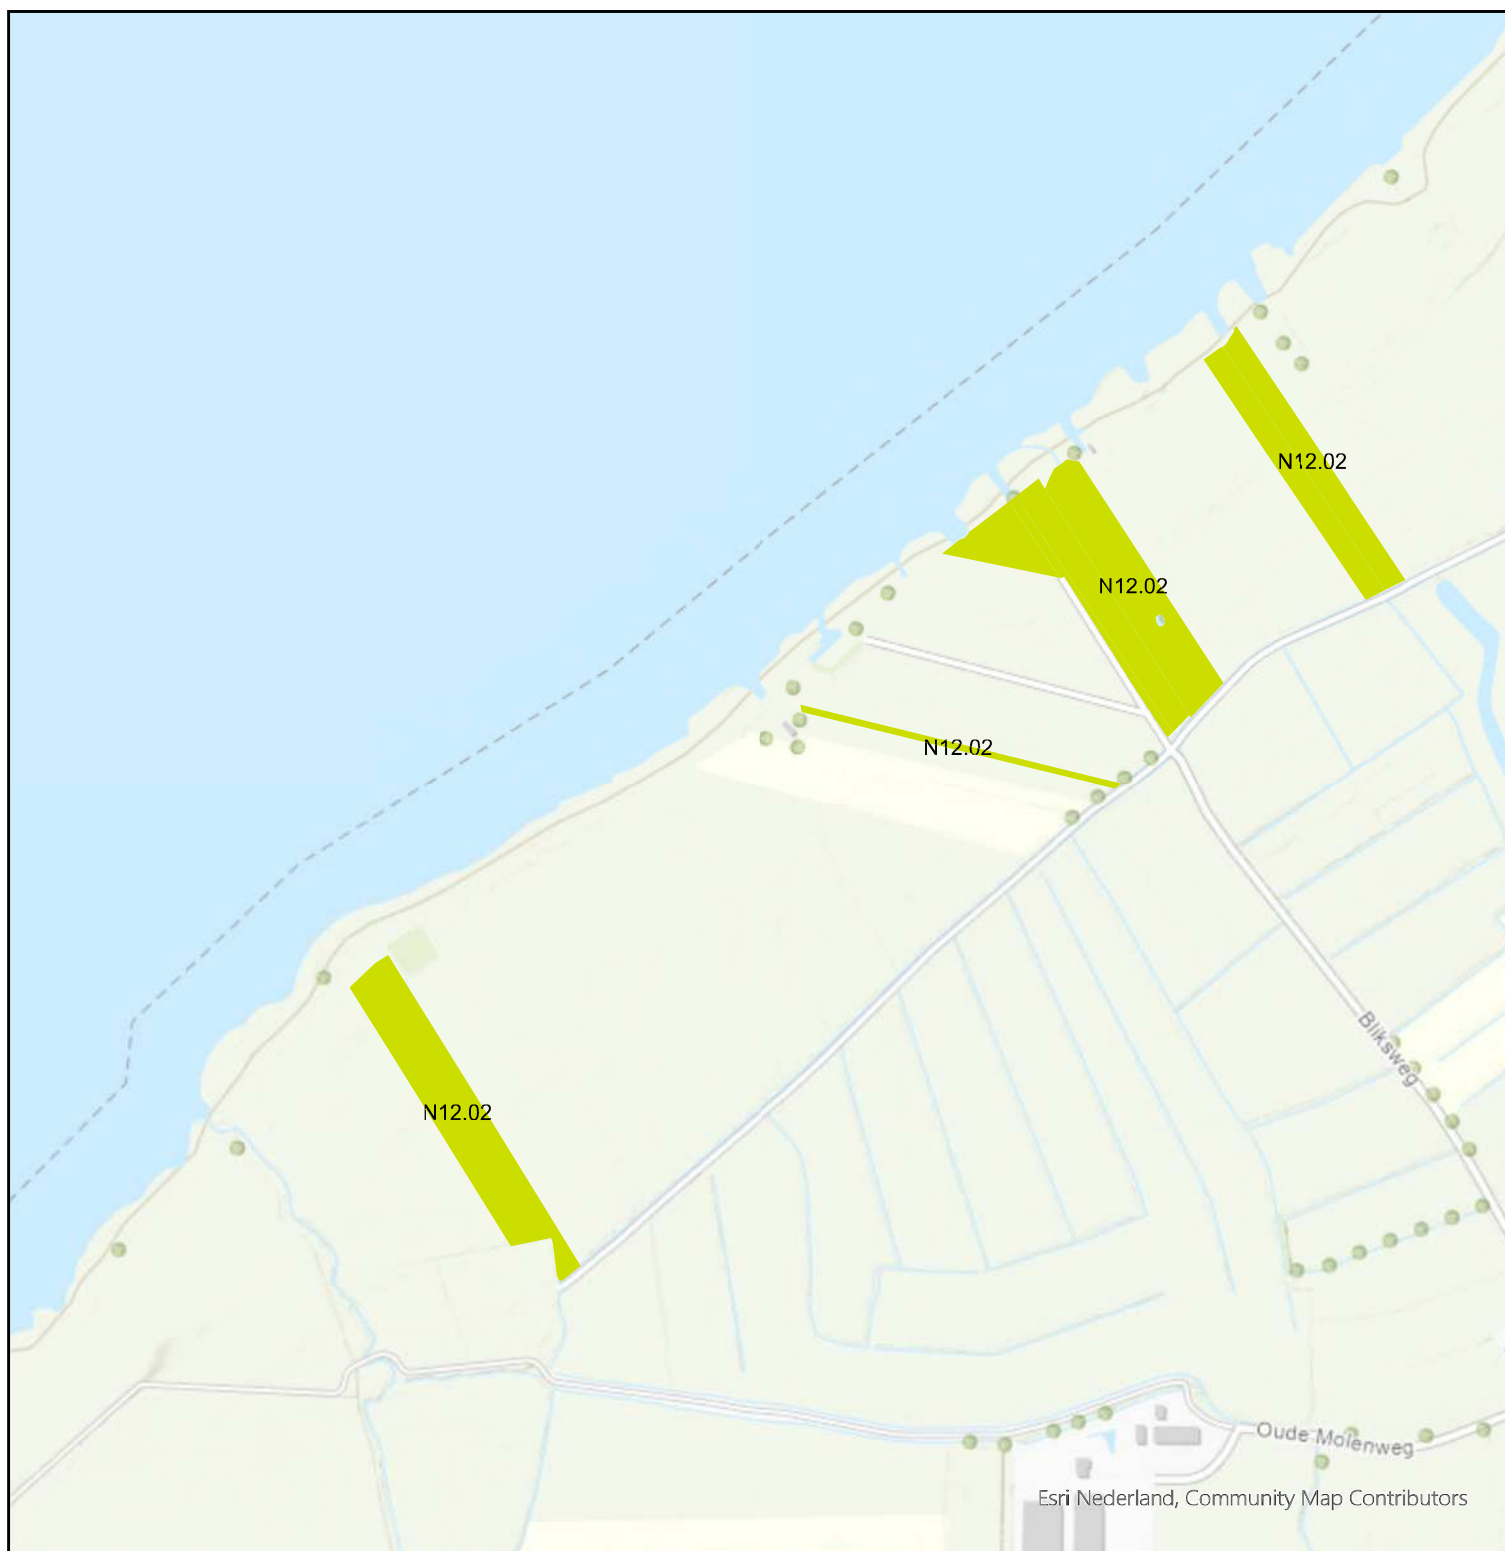 N12.02
N12.02
N12.02
Bliksweg
N12.02
Oude Molenweg
Esri Nederland, Community Map Contributors